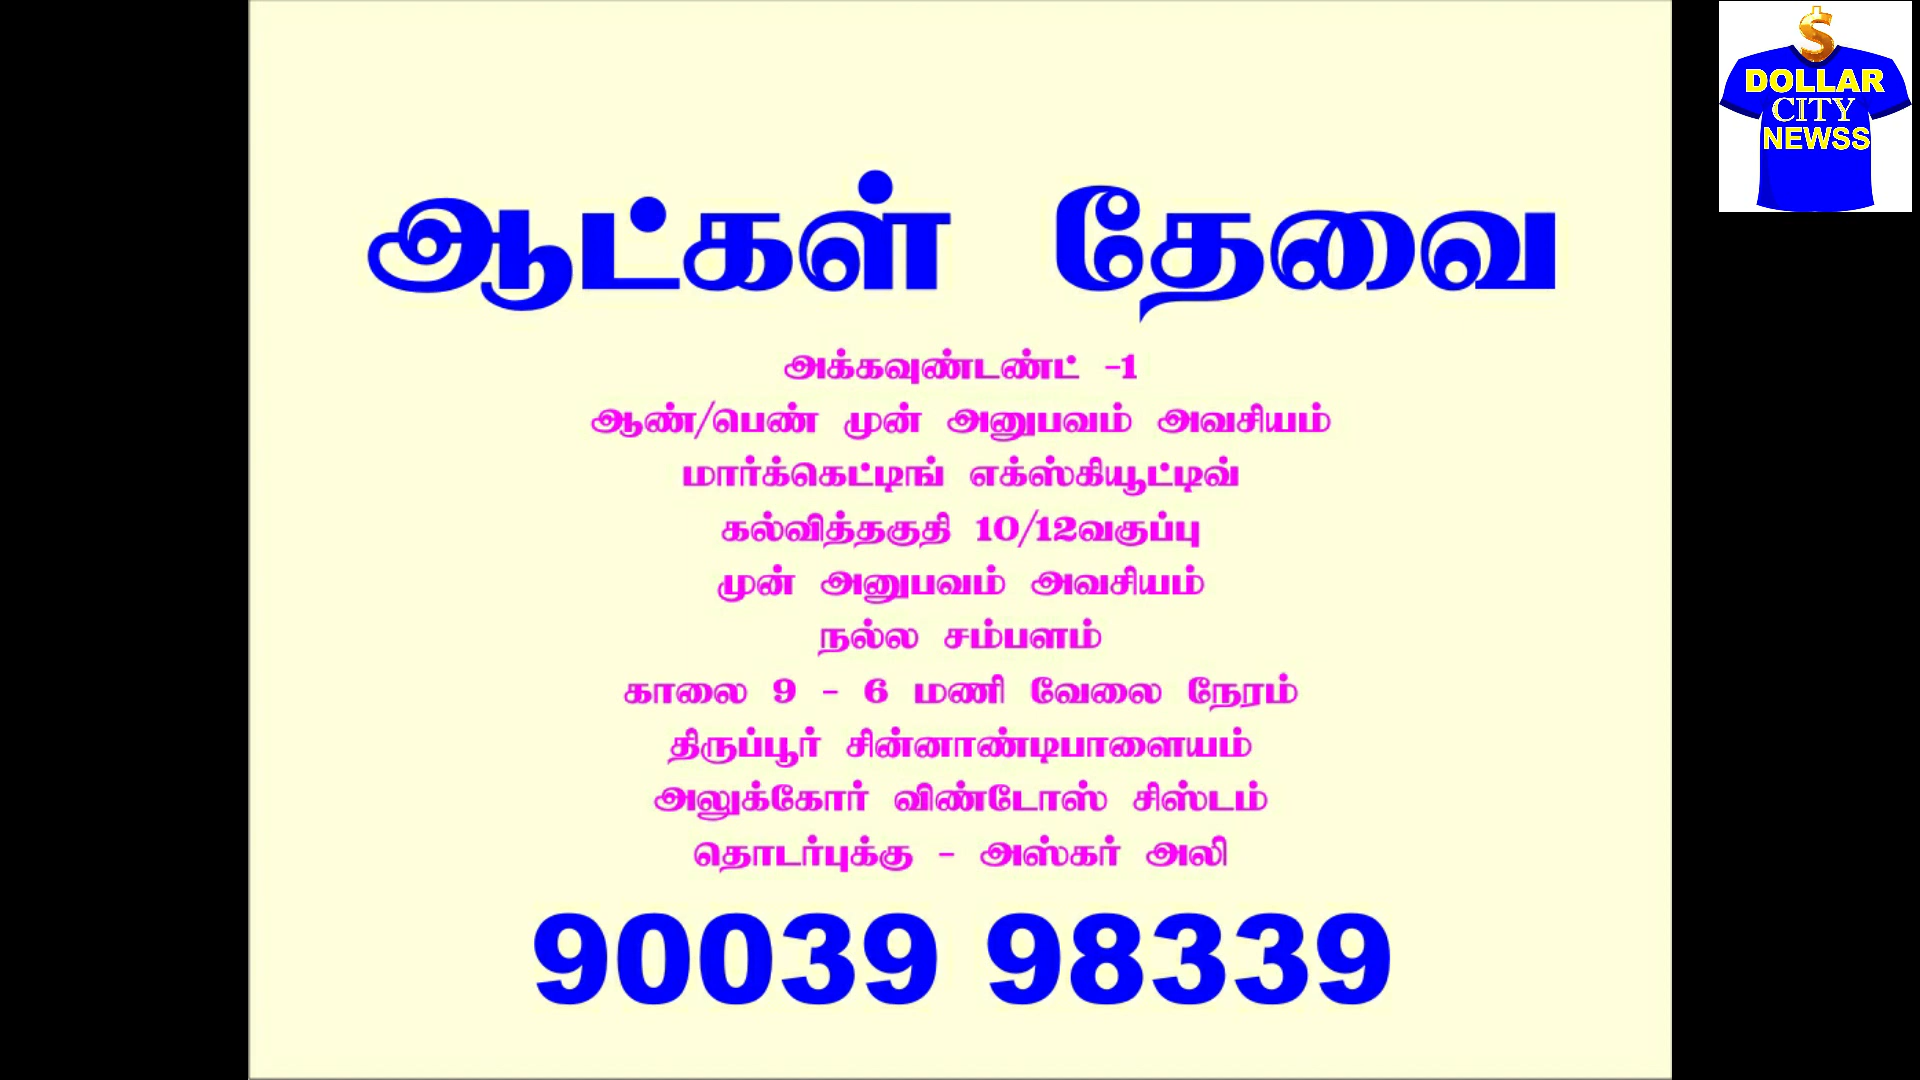 ஆட்கள் தேவை
அக்கவுண்டண்ட் -1
ஆண்/பெண் முன் அனுபவம் அவசியம்
மார்க்கெட்டிங் எக்ஸ்கியூட்டிவ்
கல்வித்தகுதி 10/12வகுப்பு
முன் அனுபவம் அவசியம்
நல்ல சம்பளம்
காலை 9 - 6 மணி வேலை நேரம்
திருப்பூர் சின்னாண்டிபாளையம்
அலுக்கோர் விண்டோஸ் சிஸ்டம்
தொடர்புக்கு - அஸ்கர் அலி
90039 98339
$
DOLLAR
CITY
NEWSS